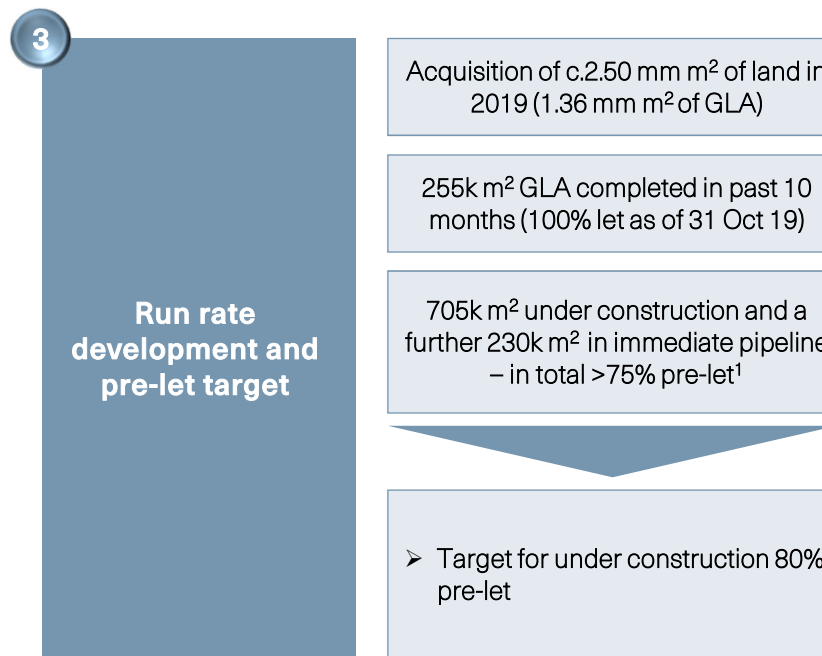 3
Run rate
development and
pre-let target
Acquisition of c.2.50 mm m² of land in
2019 (1.36 mm m² of GLA)
255k m² GLA completed in past 10
months (100% let as of 31 Oct 19)
705k m² under construction and a
further 230k m² in immediate pipeline
– in total >75% pre-let¹
➢ Target for under construction 80%
pre-let